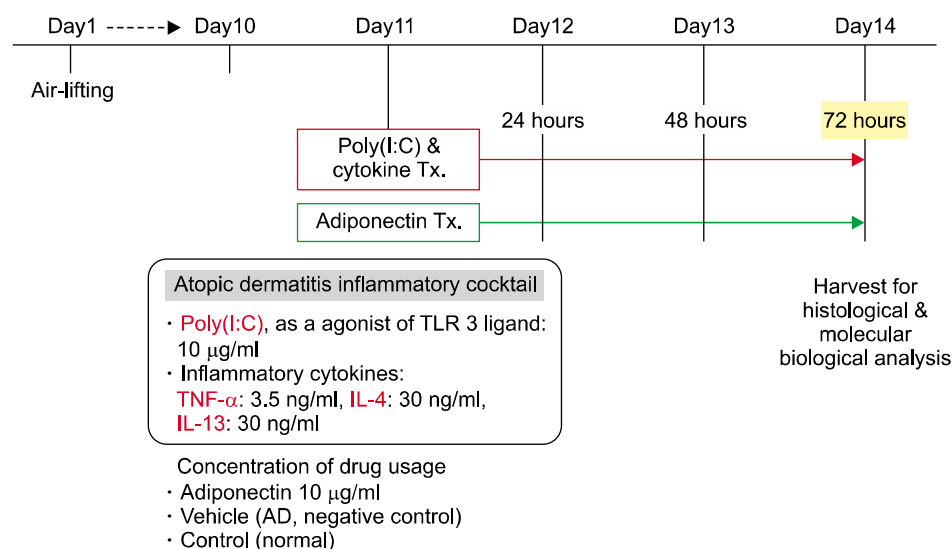 Day1 Day10 Day11 Day12 Day13 Day14
Air-lifting
24 hours 48 hours 72 hours
Poly(I:C) &
cytokine Tx.
Adiponectin Tx.
Atopic dermatitis inflammatory cocktail
· Poly(I:C), as a agonist of TLR 3 ligand:
10 μg/ml
· Inflammatory cytokines:
TNF-α: 3.5 ng/ml, IL-4: 30 ng/ml,
IL-13: 30 ng/ml
Harvest for
histological &
molecular
biological analysis
Concentration of drug usage
· Adiponectin 10 μg/ml
· Vehicle (AD, negative control)
· Control (normal)